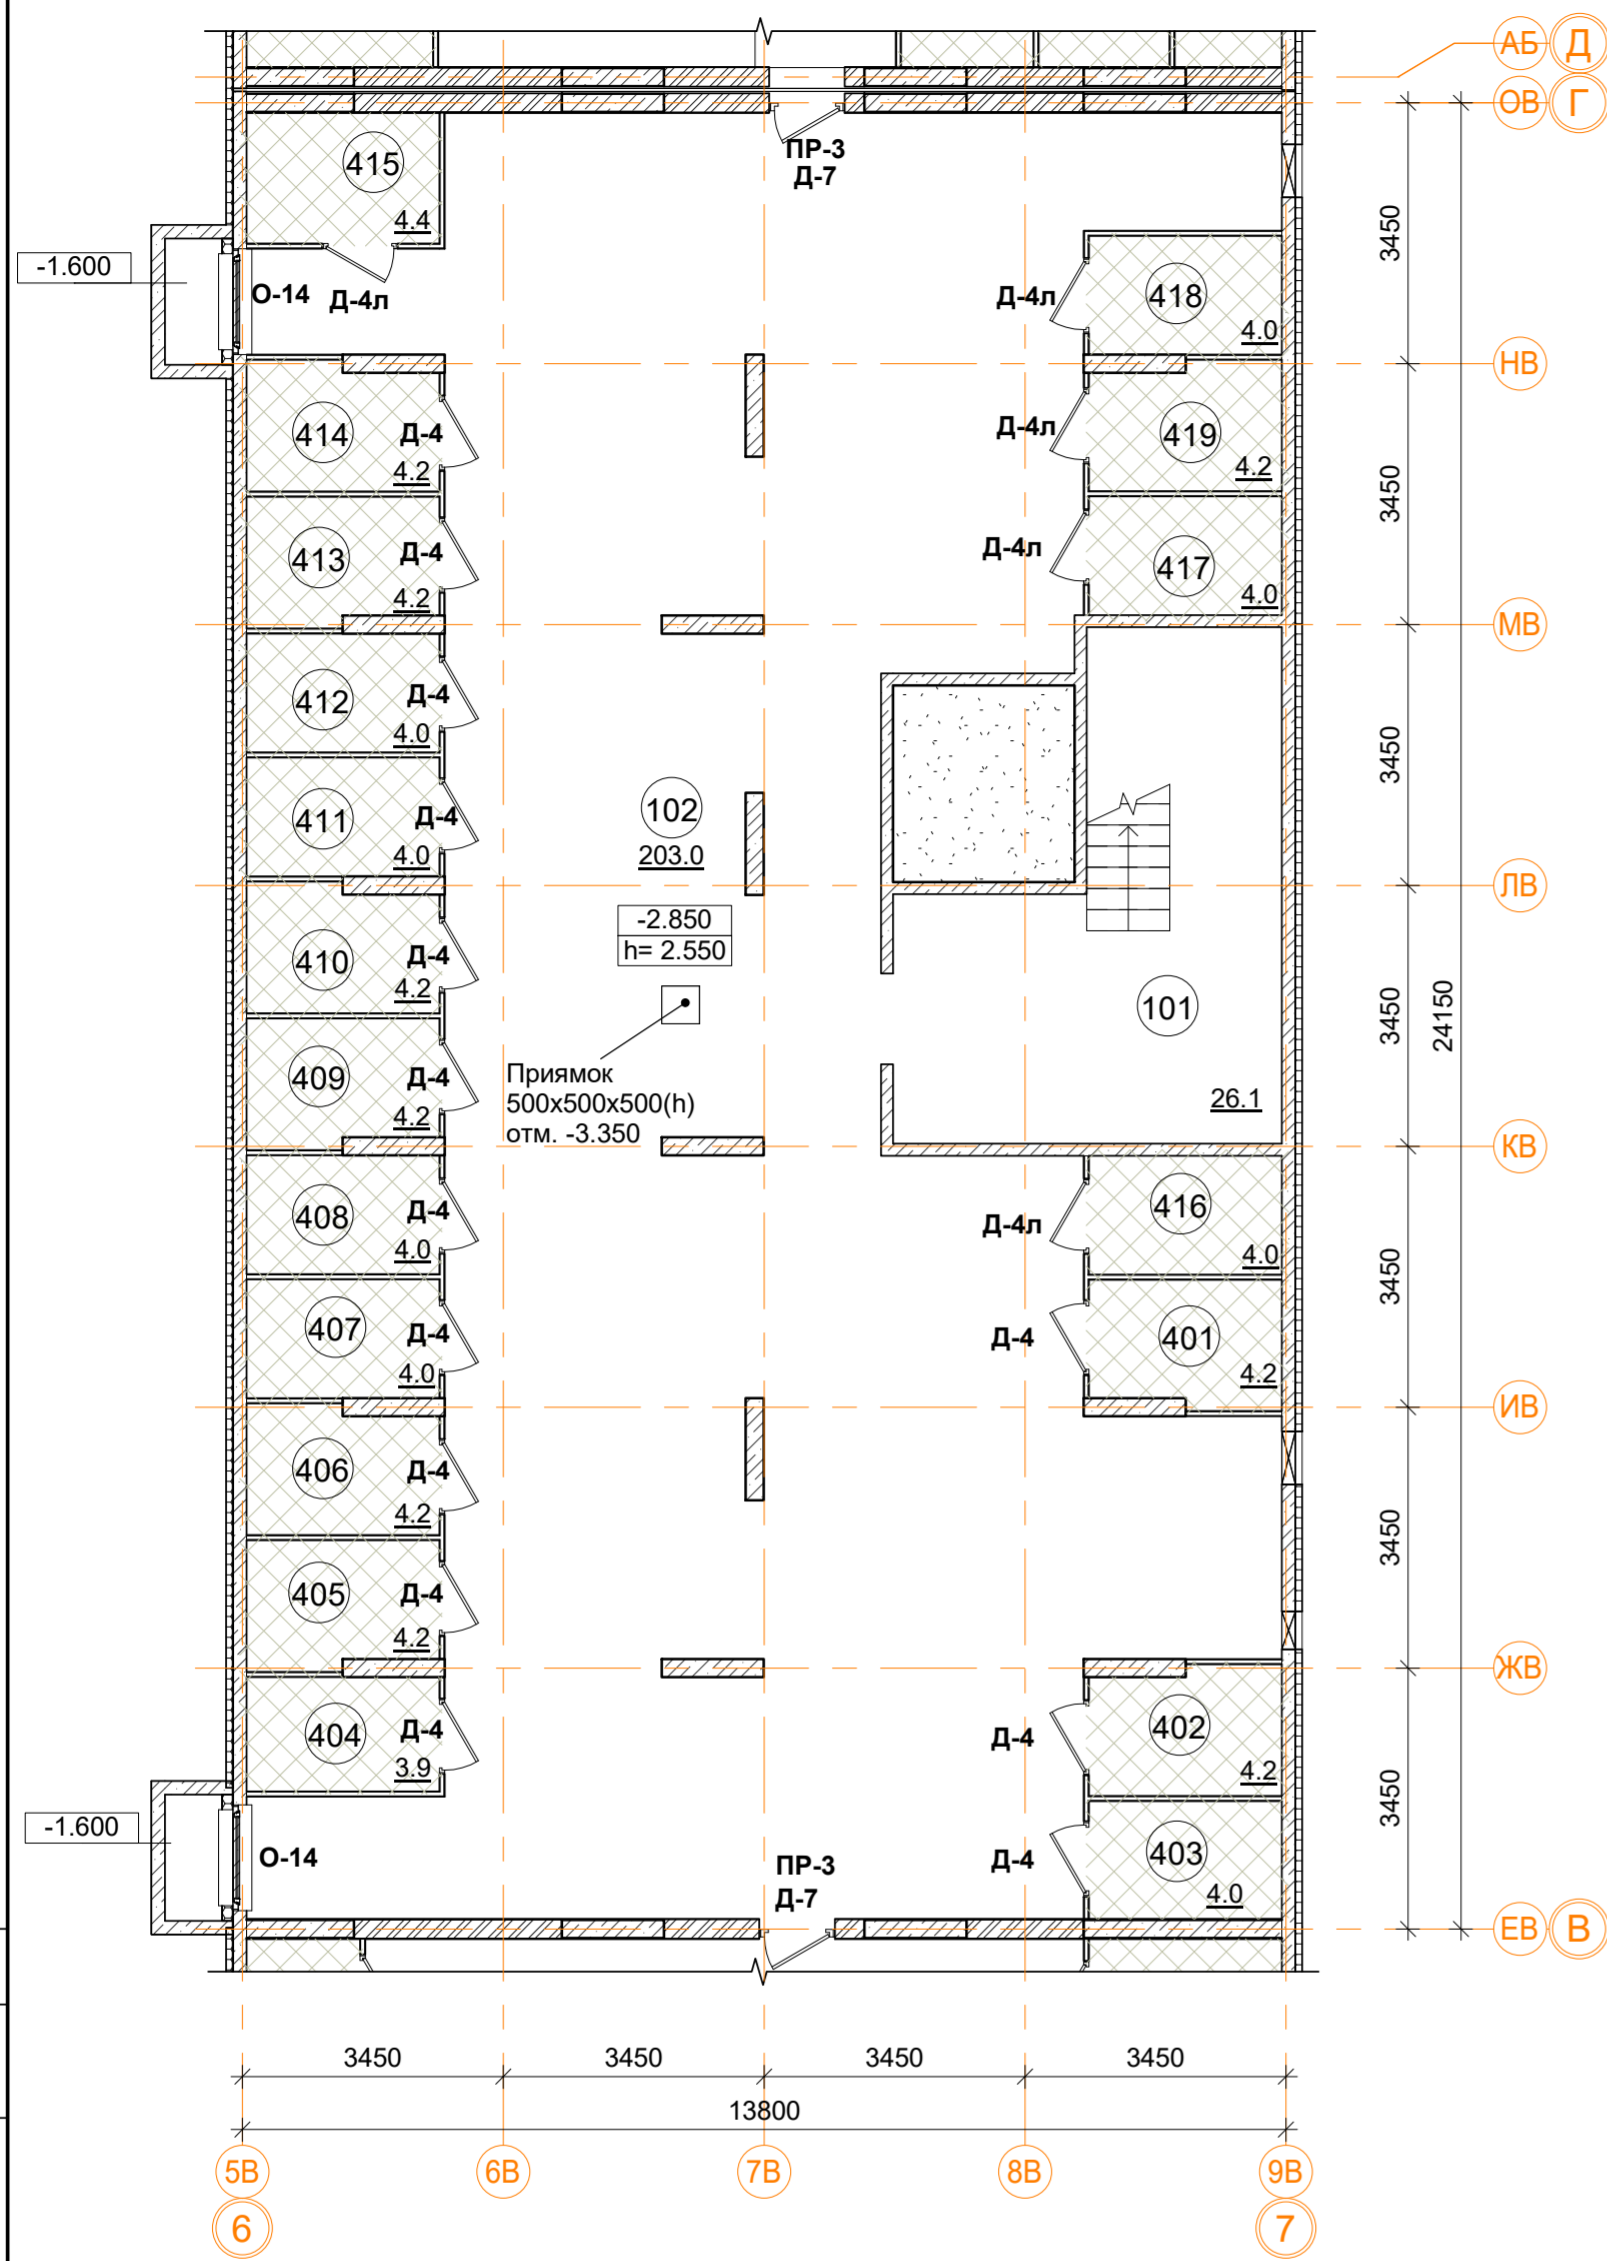 АБ Д
ОВ Г
415
ПР-3
Д-7
4.4
3450
-1.600
О-14 Д-4л
Д-4л 418
4.0
НВ
414 Д-4
4.2
Д-4л 419
4.2
3450
413 Д-4
4.2
Д-4л 417
4.0
МВ
412 Д-4
4.0
3450
411 Д-4
4.0
102
203.0
ЛВ
-2.850
h= 2.550
410 Д-4
4.2
101
3450
24150
409 Д-4
4.2
Приямок
500х500х500(h)
отм. -3.350
26.1
КВ
408 Д-4
4.0
Д-4л 416
4.0
3450
407 Д-4
4.0
Д-4 401
4.2
ИВ
406 Д-4
4.2
3450
405 Д-4
4.2
ЖВ
404 Д-4
3.9
Д-4 402
4.2
3450
-1.600
О-14
ПР-3
Д-7
Д-4 403
4.0
ЕВ В
3450 3450 3450 3450
13800
5В 6В 7В 8В 9В
6 7